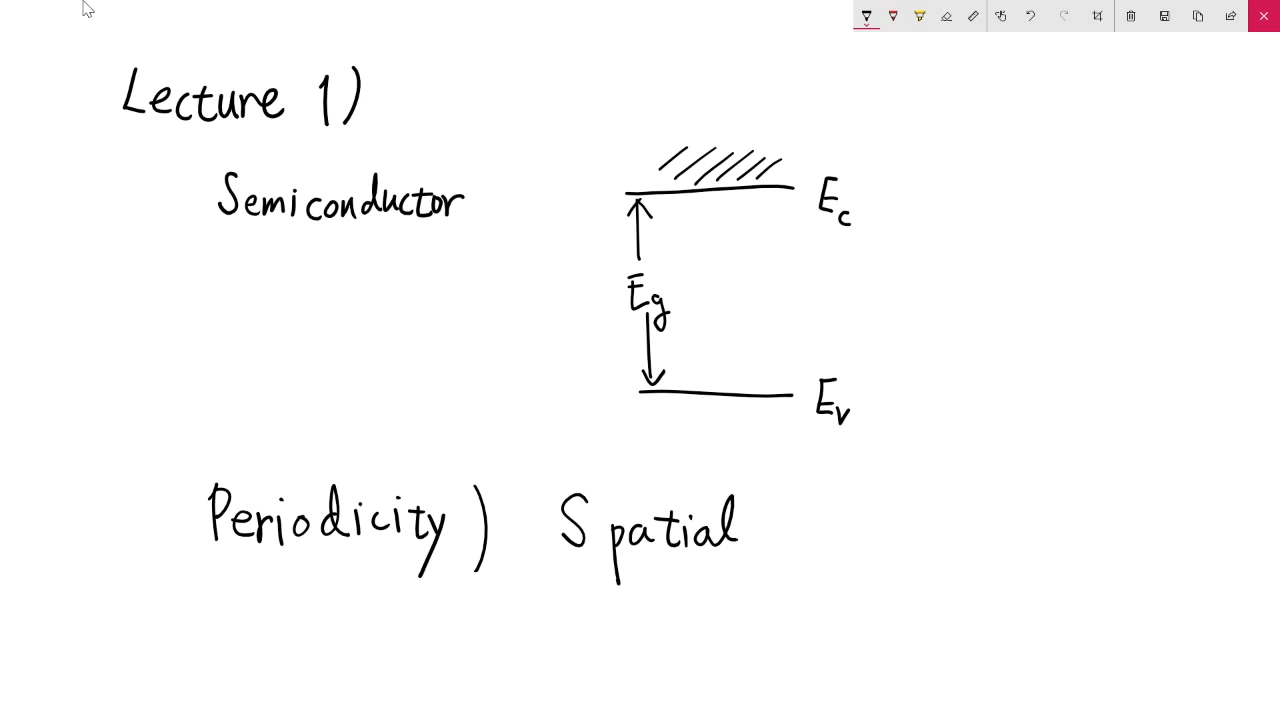 Lecture 1)
Semiconductor
Ec
Eg
Ev
Periodicity) Spatial